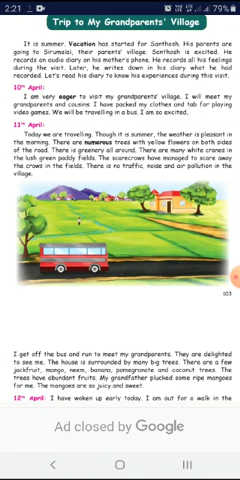 2:21
79%
Trip to My Grandparents' Village
It is summer. Vacation has started for Santhosh. His parents are
going to Sirumalai, their parents' village. Santhosh is excited. He
records an audio diary on his mother's phone. He records all his feelings
during the visit. Later, he writes down in his diary what he had
recorded. Let's read his diary to know his experiences during this visit.
10th April:
I am very eager to visit my grandparents' village. I will meet my
grandparents and cousins. I have packed my clothes and tab for playing
video games. We will be travelling in a bus. I am so excited.
11th April:
Today we are travelling. Though it is summer, the weather is pleasant in
the morning. There are numerous trees with yellow flowers on both sides
of the road. There is greenery all around. There are many white cranes in
the lush green paddy fields. The scarecrows have managed to scare away
the crows in the fields. There is no traffic, noise and air pollution in the
village.
103
I get off the bus and run to meet my grandparents. They are delighted
to see me. The house is surrounded by many big trees. There are a few
jackfruit, mango, neem, banana, pomegranate and coconut trees. The
trees have abundant fruits. My grandfather plucked some ripe mangoes
for me. The mangoes are so juicy and sweet.
12th April: I have woken up early today. I am out for a walk in the
Ad closed by Google